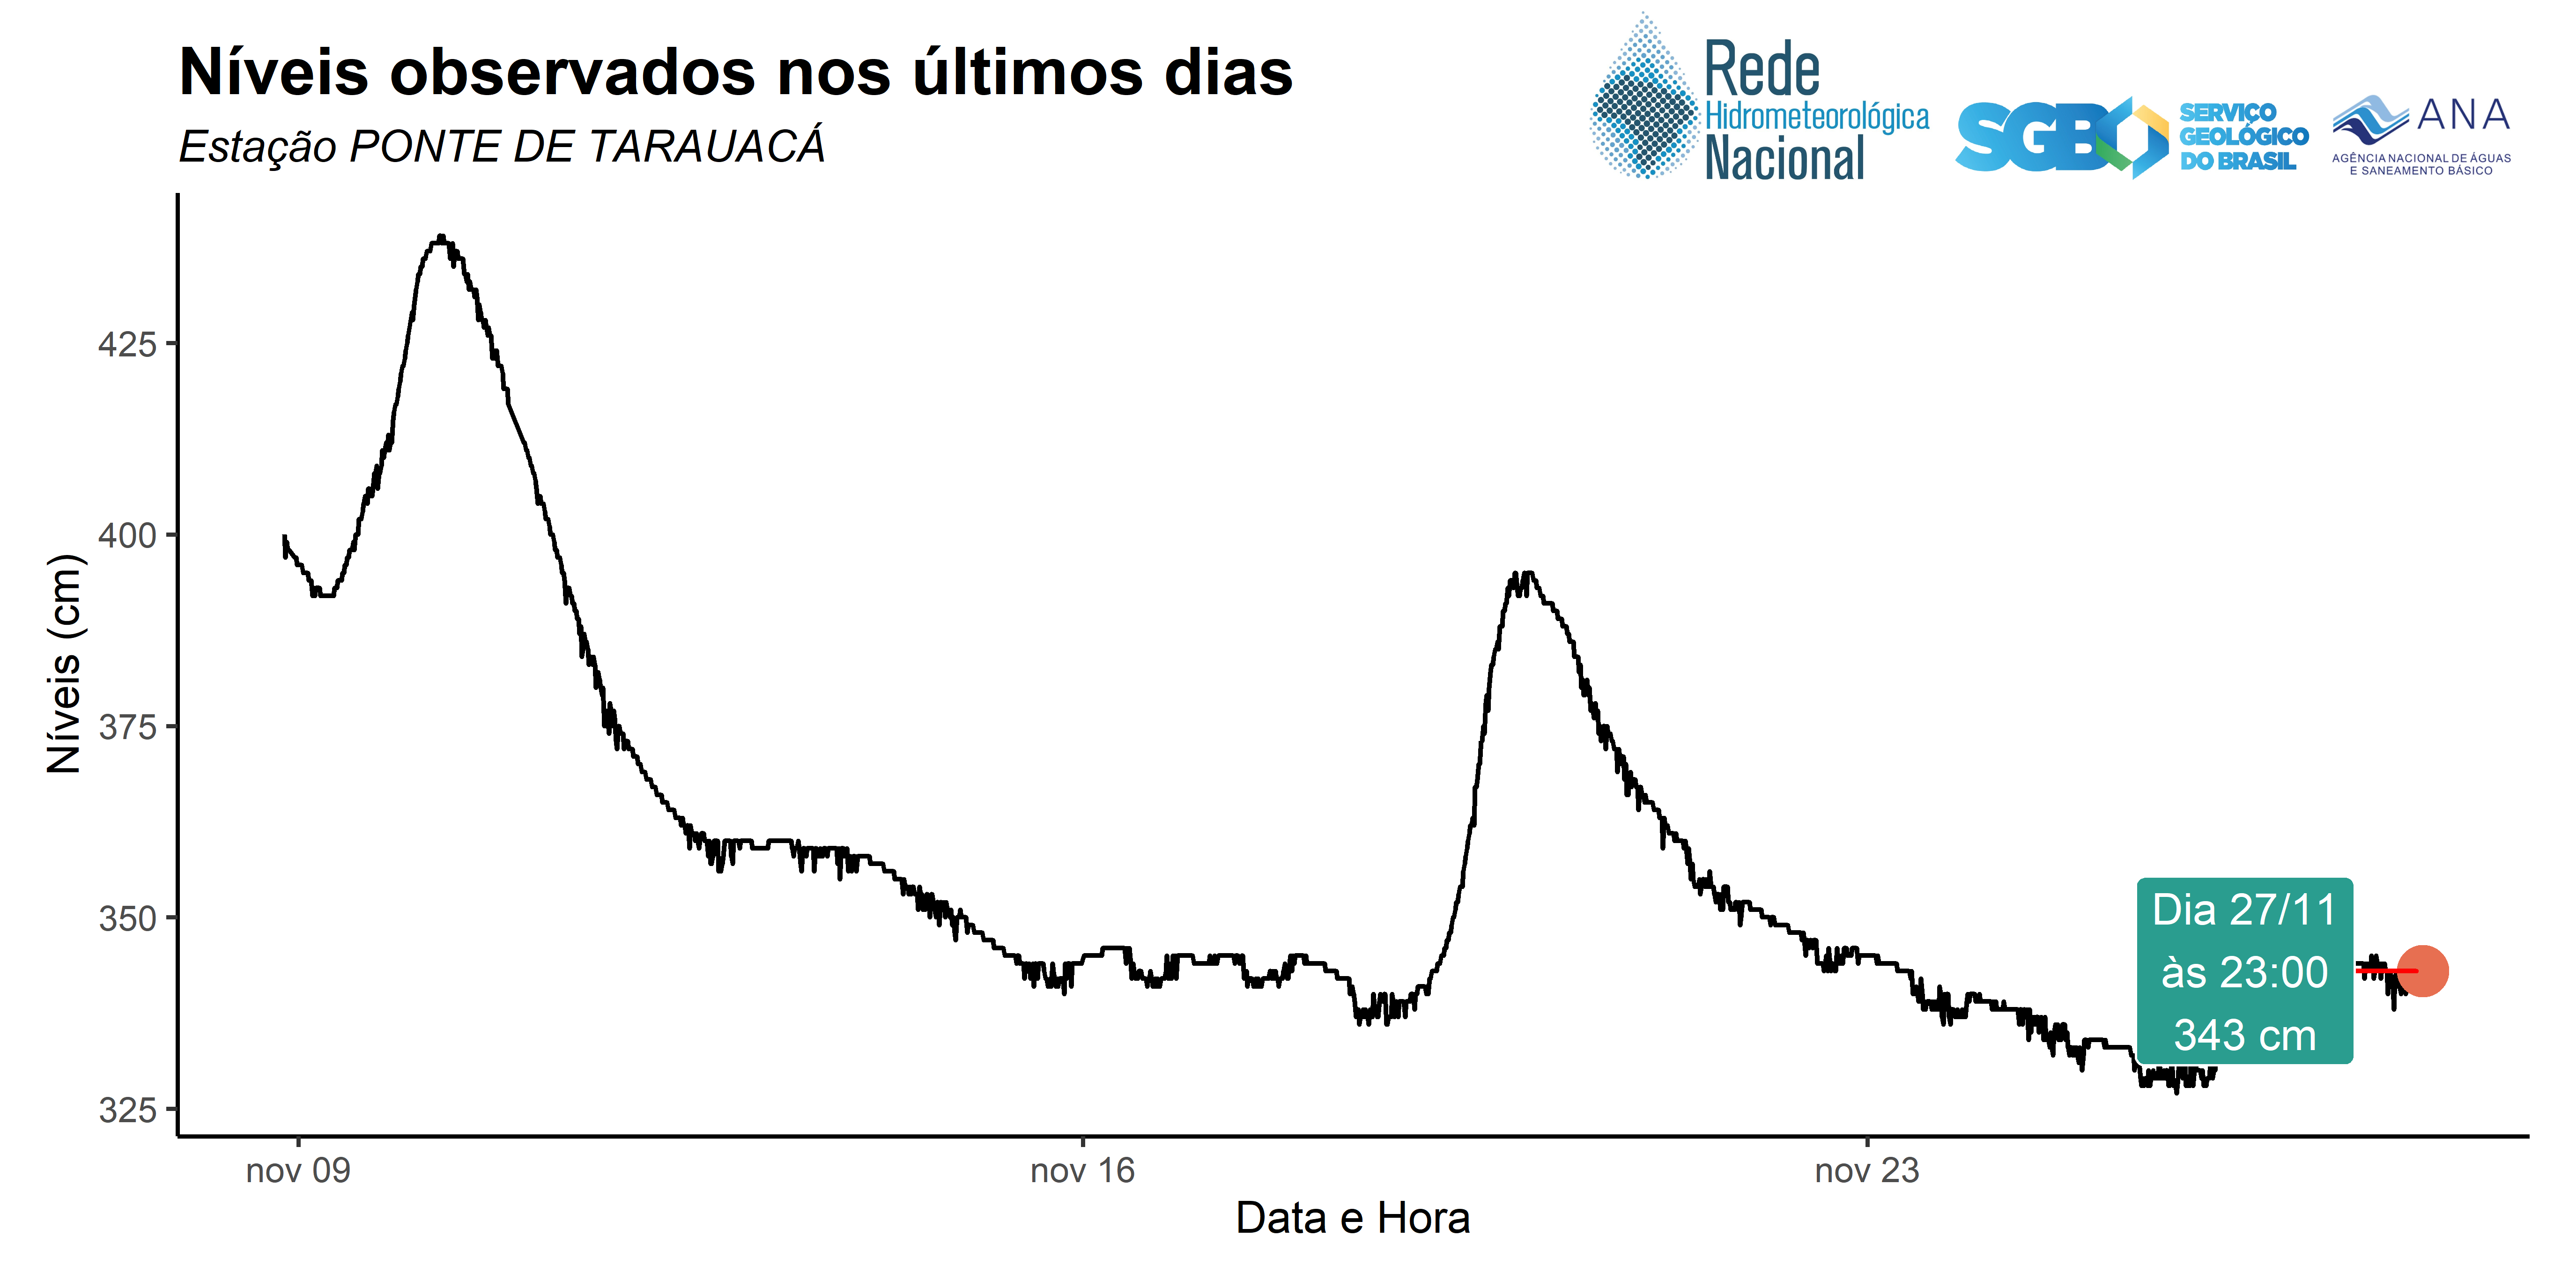 Níveis observados nos últimos dias
Estação PONTE DE TARAUACÁ
Rede
Hidrometeorológica
Nacional
SGB
SERVIÇO
GEOLÓGICO
DO BRASIL
ANA
AGÊNCIA NACIONAL DE ÁGUAS
E SANEAMENTO BÁSICO
Níveis (cm)
425
400
375
350
325
Dia 27/11
às 23:00
343 cm
nov 09
nov 16
nov 23
Data e Hora